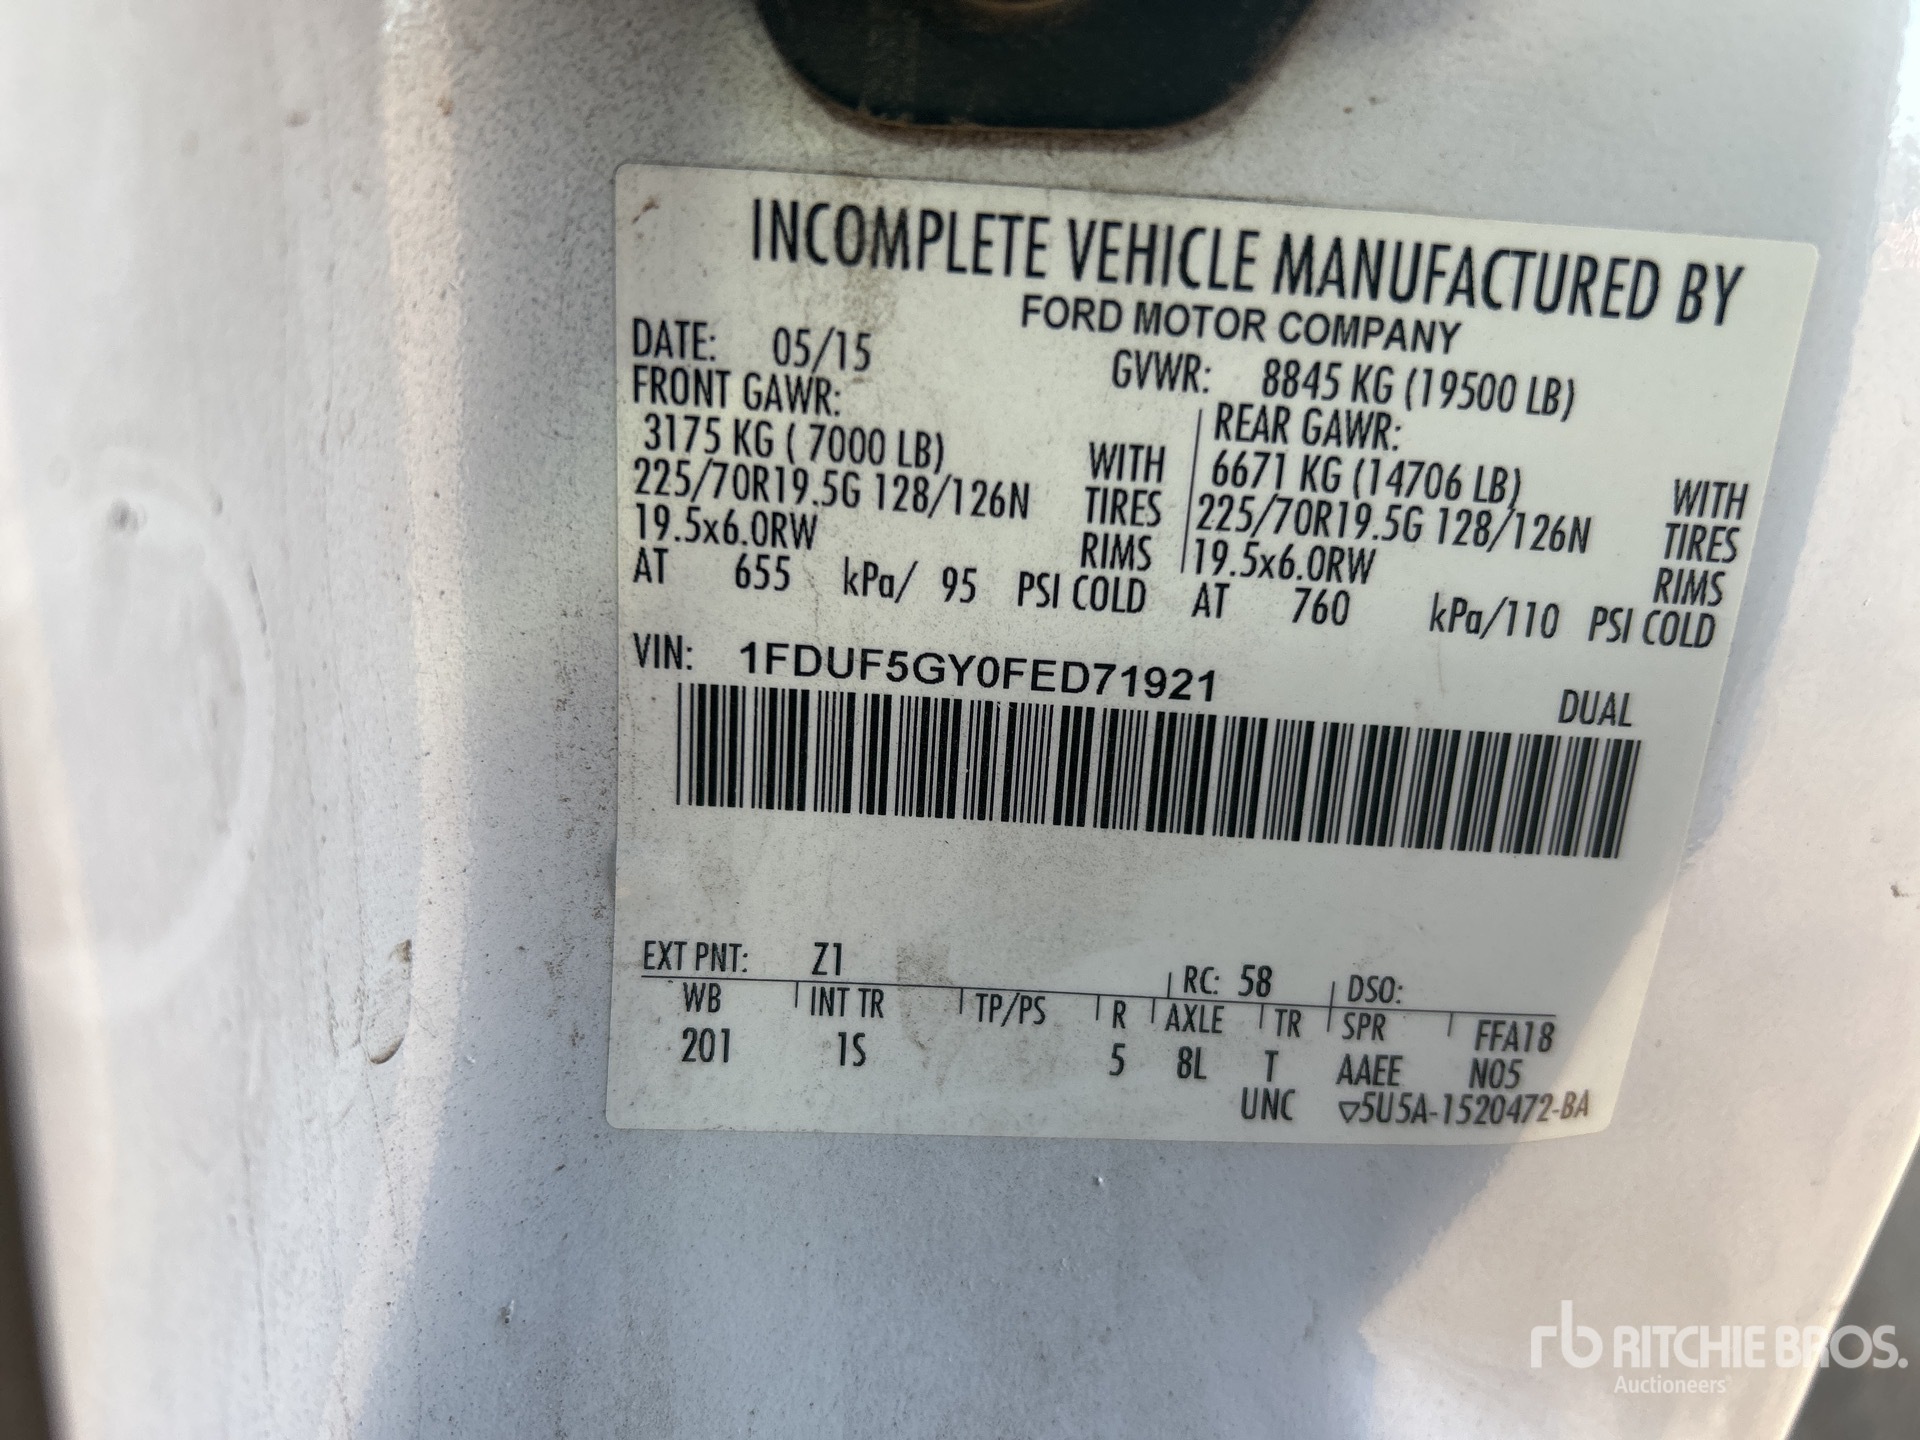 INCOMPLETE VEHICLE MANUFACTURED BY
FORD MOTOR COMPANY
DATE: 05/15 GVWR: 8845 KG (19500 LB)
FRONT GAWR: REAR GAWR:
3175 KG ( 7000 LB) WITH 6671 KG (14706 LB) WITH
225/70R19.5G 128/126N TIRES 225/70R19.5G 128/126N TIRES
19.5x6.0RW RIMS 19.5x6.0RW RIMS
AT 655 kPa/ 95 PSI COLD AT 760 kPa/110 PSI COLD
VIN: 1FDUF5GY0FED71921
DUAL
EXT PNT: Z1 RC: 58 DSO:
WB INT TR TP/PS R AXLE TR SPR FFA18
201 1S 5 8L T AAEE N05
UNC ▽5U5A-1520472-BA
rb RITCHIE BROS.
Auctioneers